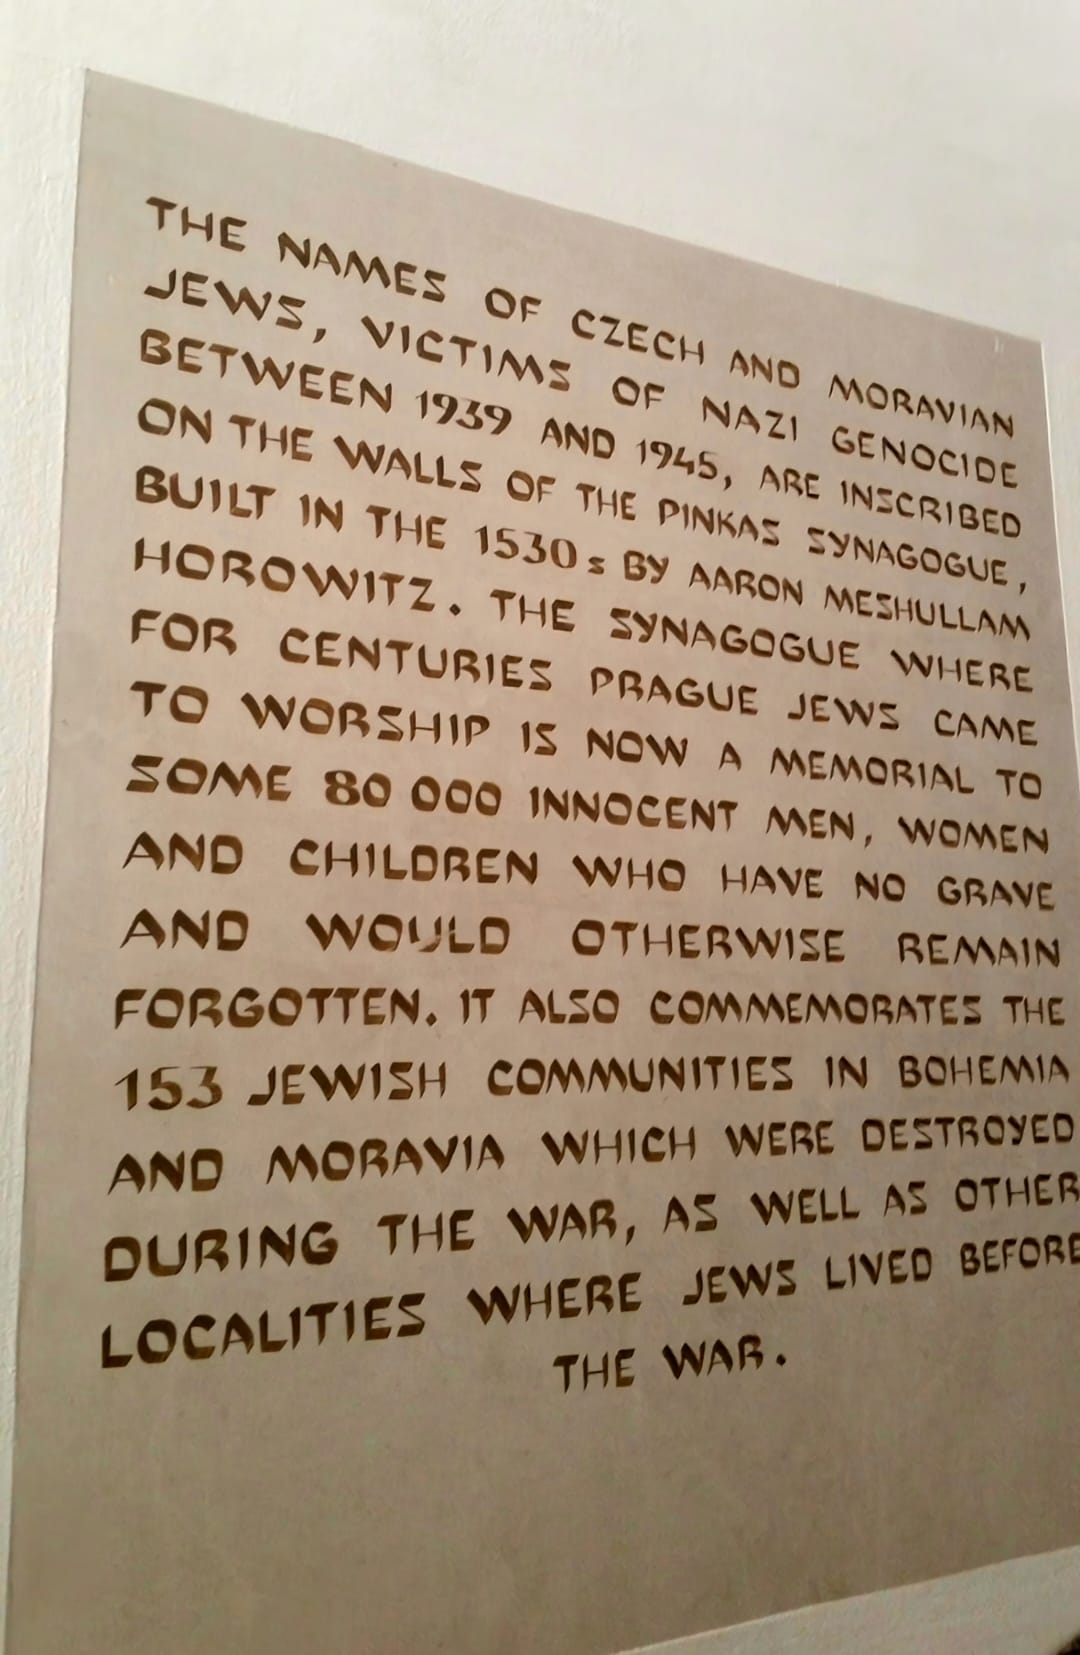 THE NAMES OF CZECH AND MORAVIAN
JEWS, VICTIMS OF NAZI GENOCIDE
BETWEEN 1939 AND 1945, ARE INSCRIBED
ON THE WALLS OF THE PINKAS SYNAGOGUE,
BUILT IN THE 1530s BY AARON MESHULLAM
HOROWITZ. THE SYNAGOGUE WHERE
FOR CENTURIES PRAGUE JEWS CAME
TO WORSHIP IS NOW A MEMORIAL TO
SOME 80 000 INNOCENT MEN, WOMEN
AND CHILDREN WHO HAVE NO GRAVE
AND WOULD OTHERWISE REMAIN
FORGOTTEN. IT ALSO COMMEMORATES THE
153 JEWISH COMMUNITIES IN BOHEMIA
AND MORAVIA WHICH WERE DESTROYED
DURING THE WAR, AS WELL AS OTHER
LOCALITIES WHERE JEWS LIVED BEFORE
THE WAR.